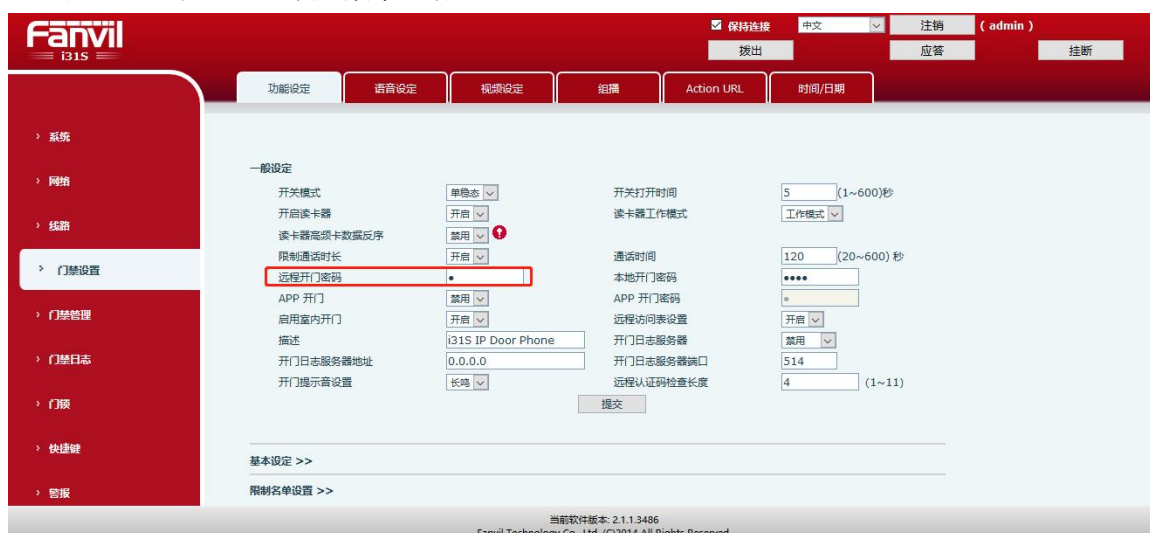 Fanvil
i31S
保持连接 中文 注销 ( admin )
拨出 应答 挂断
功能设定 语音设定 视频设定 组播 Action URL 时间/日期
› 系统
› 网络
› 线路
› 门禁设置
› 门禁管理
› 门禁日志
› 门锁
› 快捷键
› 警报
一般设定
开关模式 单稳态 开关打开时间 5 (1~600)秒
开启读卡器 开启 读卡器工作模式 工作模式
读卡器高频卡数据反序 禁用
限制通话时长 开启 通话时间 120 (20~600) 秒
远程开门密码 • 本地开门密码 ••••
APP 开门 禁用 APP 开门密码 •
启用室内开门 开启 远程访问表设置 开启
描述 i31S IP Door Phone 开门日志服务器 禁用
开门日志服务器地址 0.0.0.0 开门日志服务器端口 514
开门提示音设置 长鸣 远程认证码检查长度 4 (1~11)
提交
基本设定 >>
限制名单设置 >>
当前软件版本: 2.1.1.3486
Fanvil Technology Co., Ltd. (C)2014 All Rights Reserved.